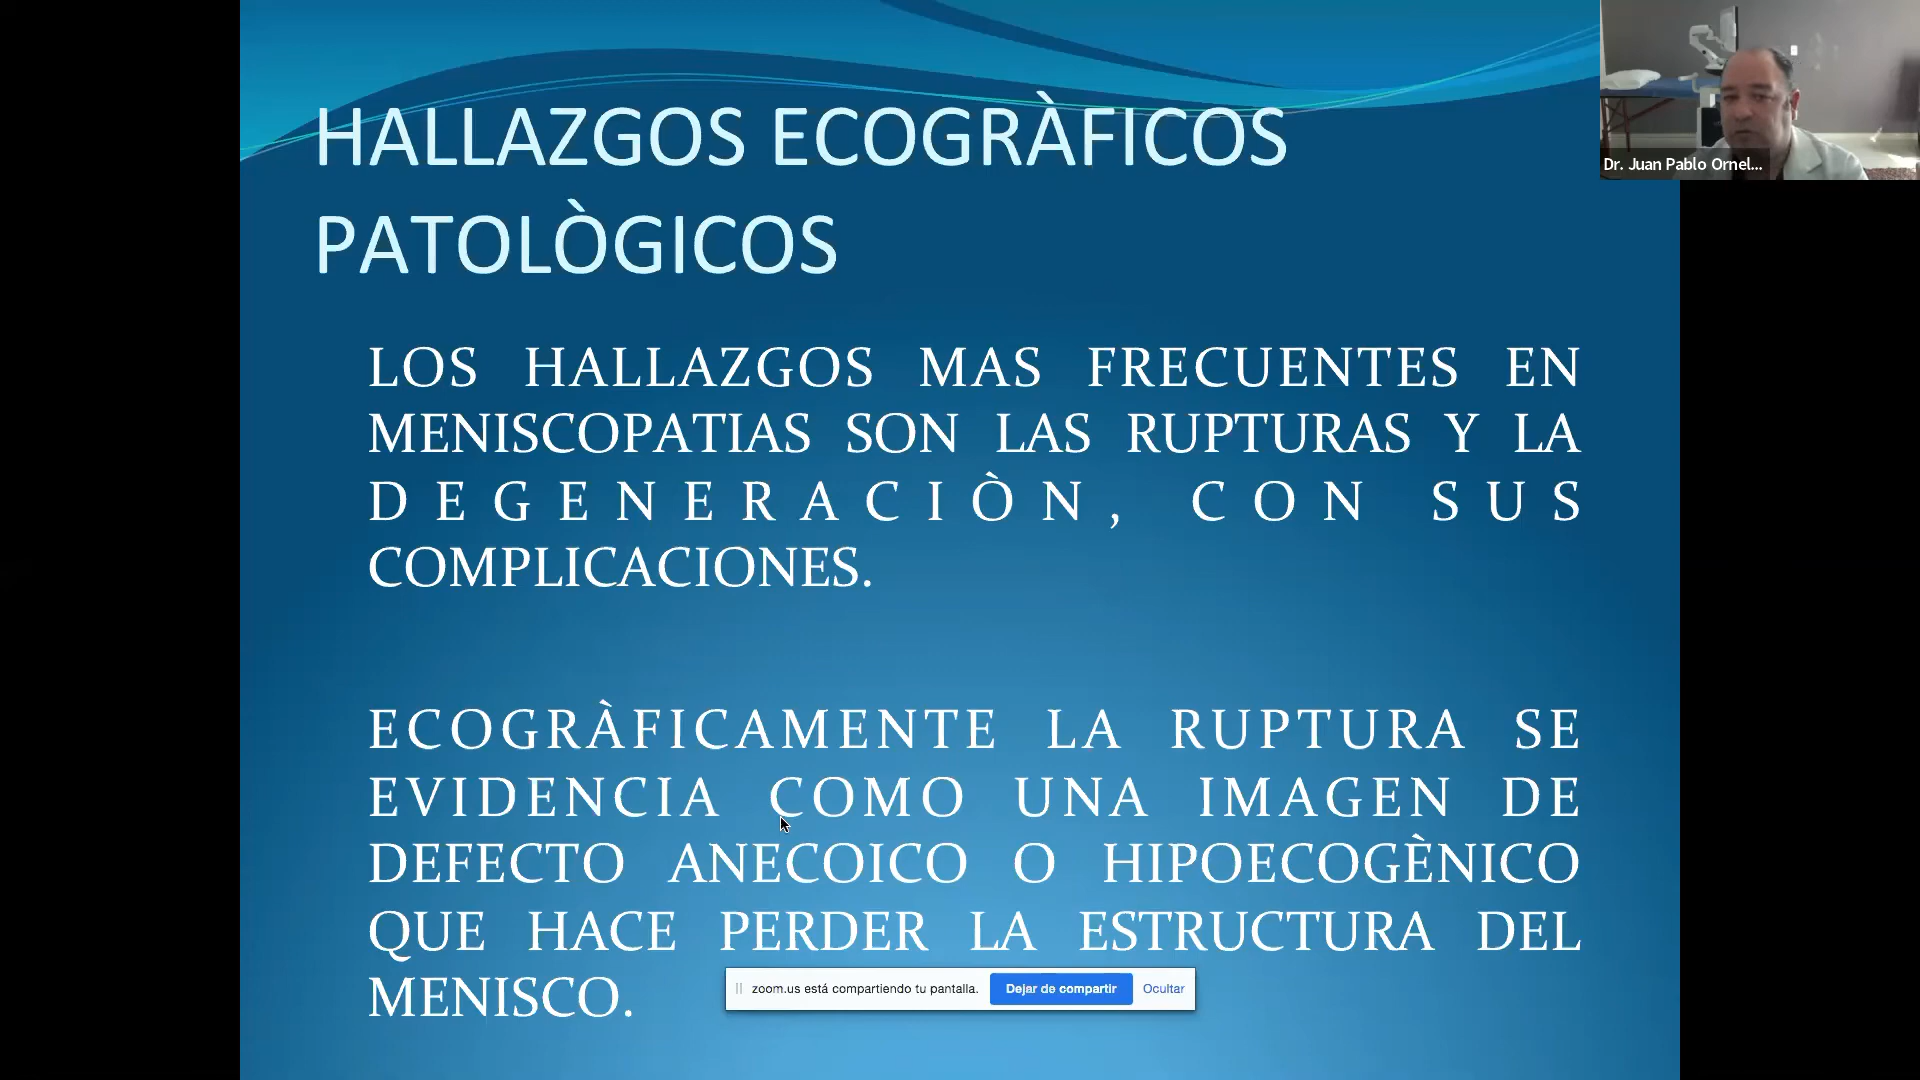 HALLAZGOS ECOGRÀFICOS
PATOLÒGICOS
LOS HALLAZGOS MAS FRECUENTES EN
MENISCOPATIAS SON LAS RUPTURAS Y LA
DEGENERACIÒN, CON SUS
COMPLICACIONES.
ECOGRÀFICAMENTE LA RUPTURA SE
EVIDENCIA COMO UNA IMAGEN DE
DEFECTO ANECOICO O HIPOECOGÈNICO
QUE HACE PERDER LA ESTRUCTURA DEL
MENISCO.
zoom.us está compartiendo tu pantalla. Dejar de compartir Ocultar
Dr. Juan Pablo Ornel...